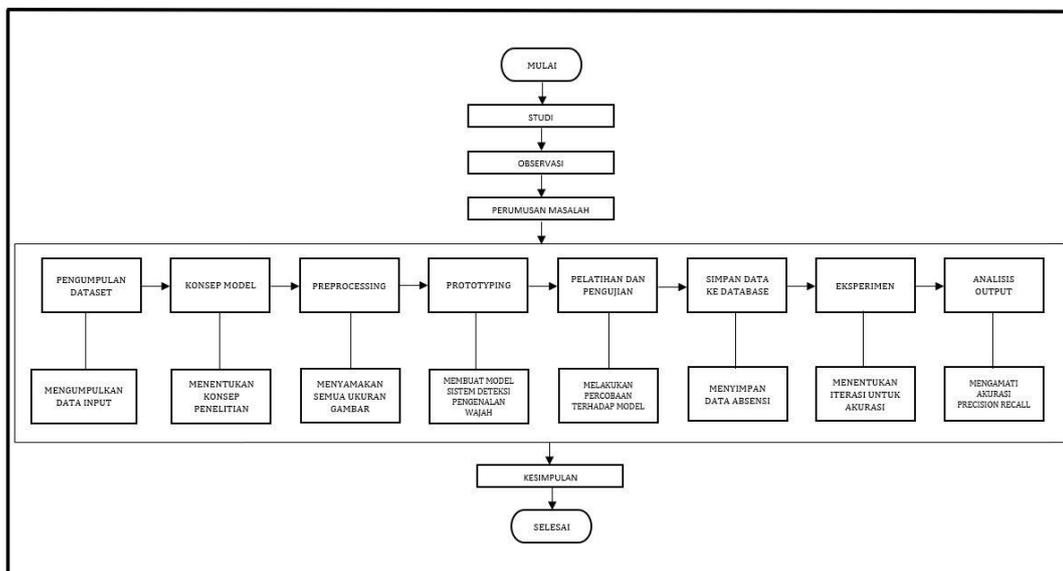 MULAI
STUDI
OBSERVASI
PERUMUSAN MASALAH
PENGUMPULAN
DATASET
KONSEP MODEL
PREPROCESSING
PROTOTYPING
PELATIHAN DAN
PENGUJIAN
SIMPAN DATA
KE DATABASE
EKSPERIMEN
ANALISIS
OUTPUT
MENGUMPULKAN
DATA INPUT
MENENTUKAN
KONSEP
PENELITIAN
MENYAMAKAN
SEMUA UKURAN
GAMBAR
MEMBUAT MODEL
SISTEM DETEKSI
PENGENALAN
WAJAH
MELAKUKAN
PERCOBAAN
TERHADAP MODEL
MENYIMPAN
DATA ABSENSI
MENENTUKAN
ITERASI UNTUK
AKURASI
MENGAMATI
AKURASI
PRECISION RECALL
KESIMPULAN
SELESAI